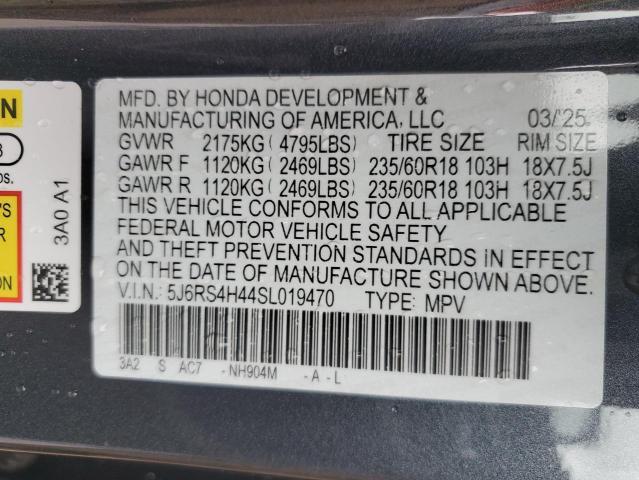 N
3
DS.
'S
R
ON
3A0 A1
MFD. BY HONDA DEVELOPMENT &
MANUFACTURING OF AMERICA, LLC 03/25
GVWR 2175KG ( 4795LBS) TIRE SIZE RIM SIZE
GAWR F 1120KG ( 2469LBS) 235/60R18 103H 18X7.5J
GAWR R 1120KG ( 2469LBS) 235/60R18 103H 18X7.5J
THIS VEHICLE CONFORMS TO ALL APPLICABLE
FEDERAL MOTOR VEHICLE SAFETY
AND THEFT PREVENTION STANDARDS IN EFFECT
ON THE DATE OF MANUFACTURE SHOWN ABOVE.
V.I.N.: 5J6RS4H44SL019470 TYPE: MPV
3A2 S AC7 -NH904M -A-L